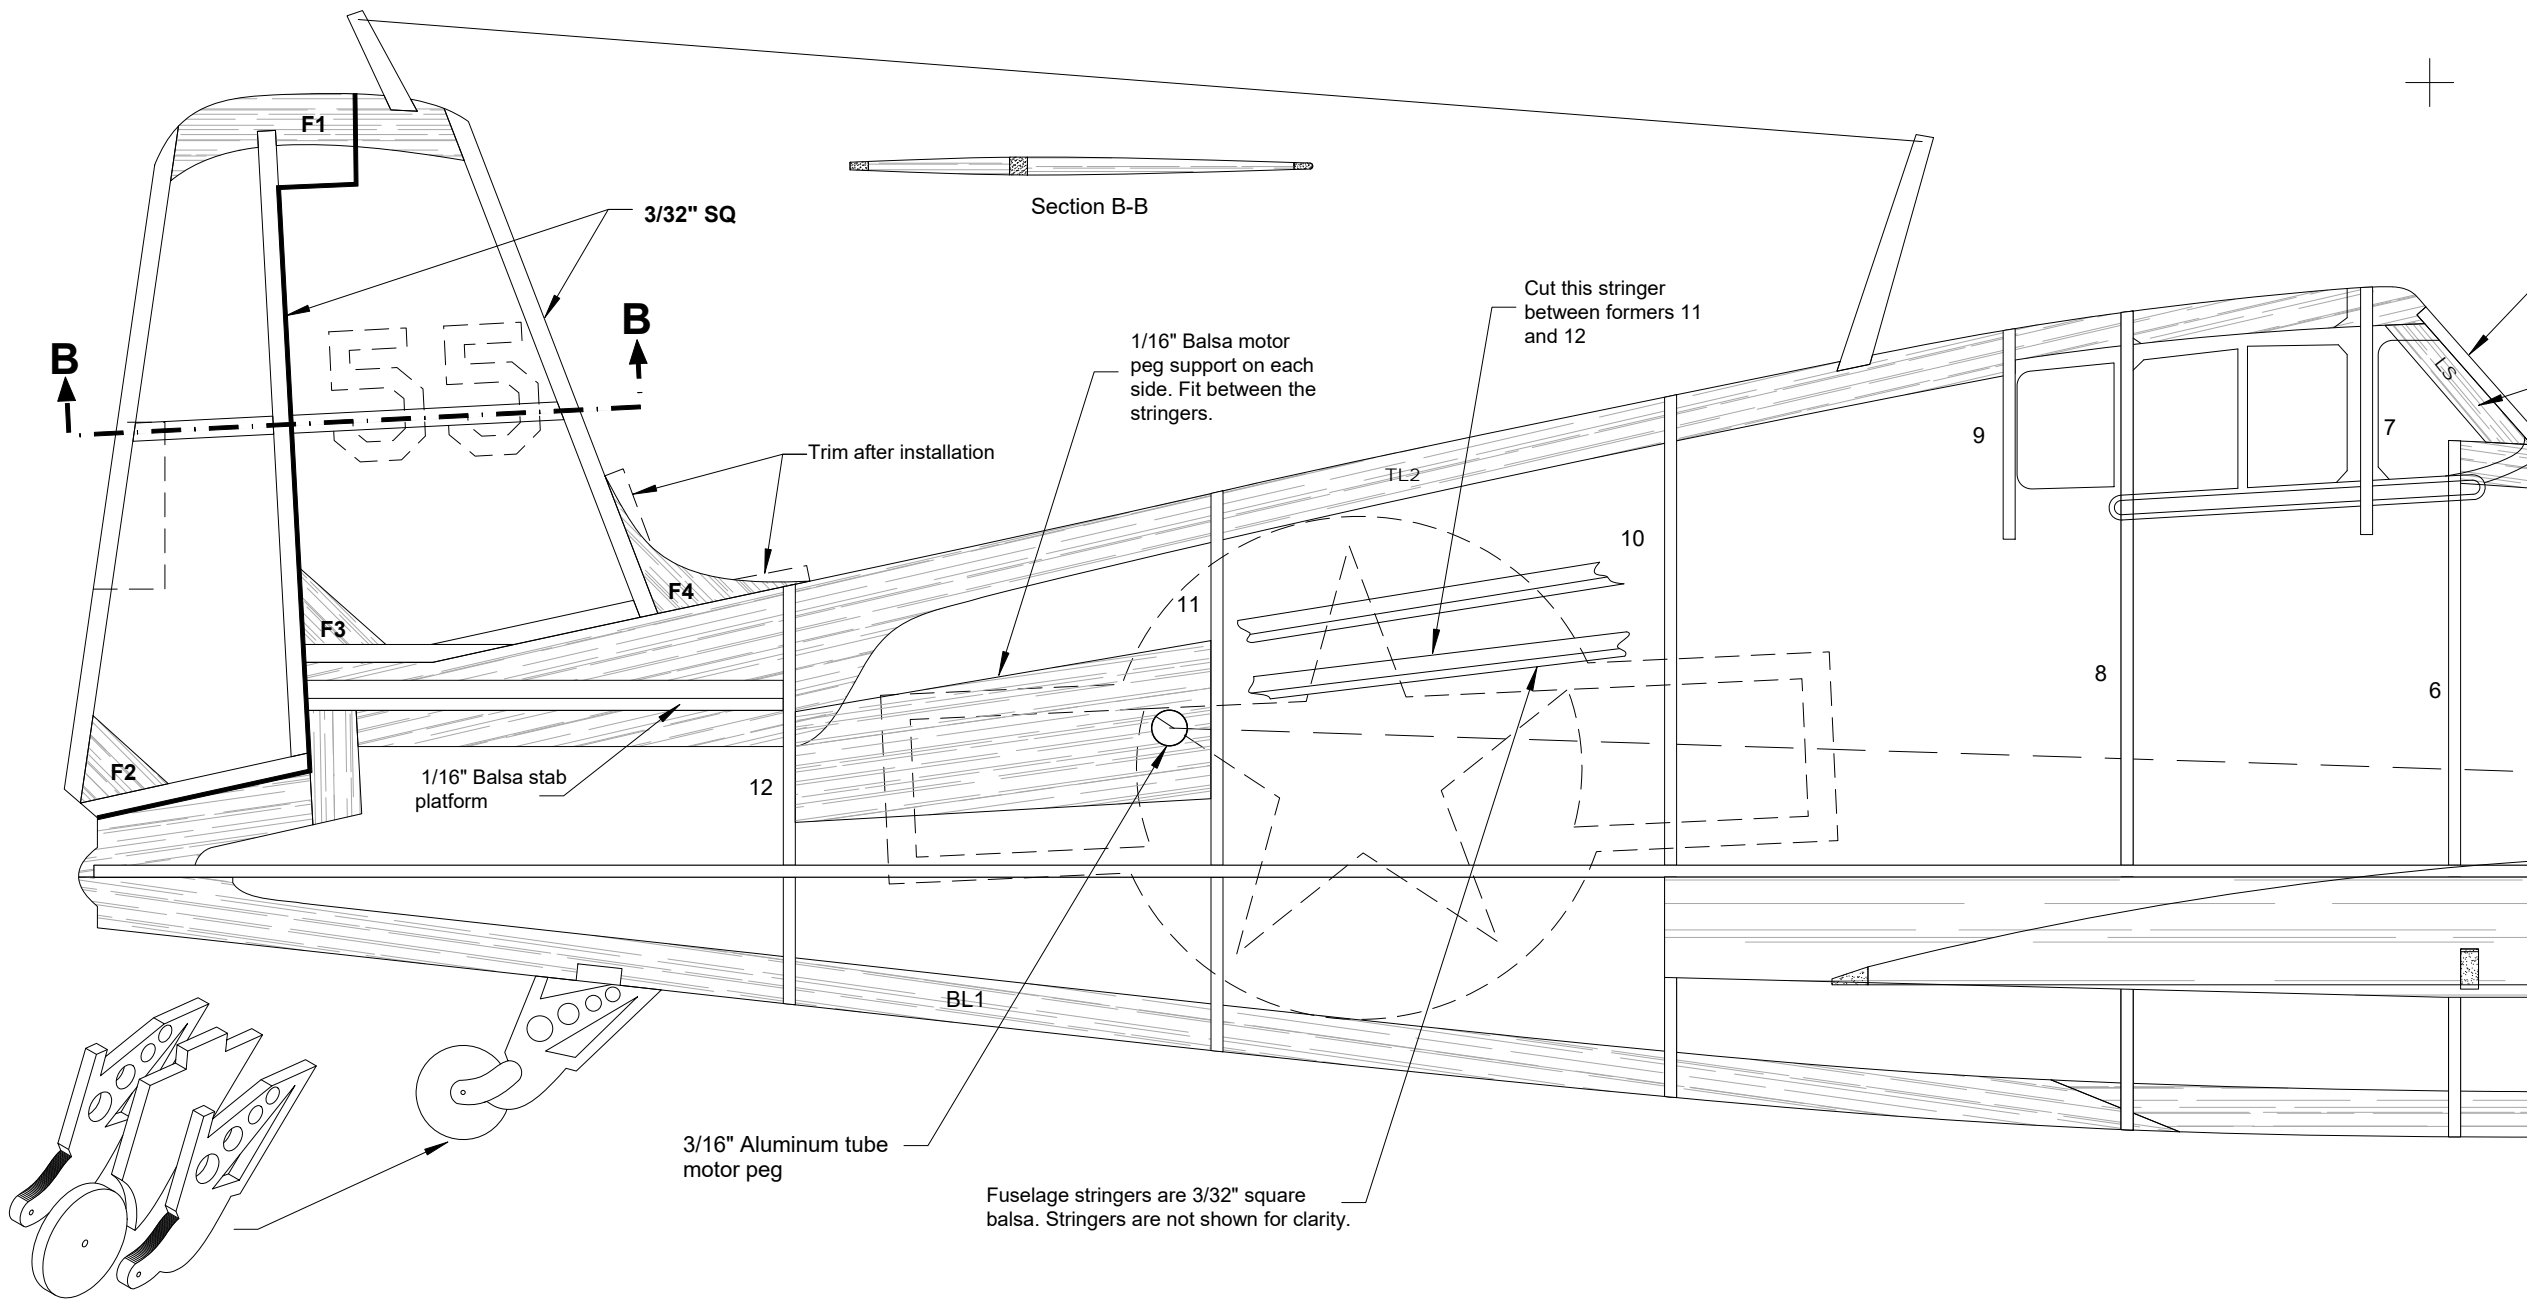 F1
Section B-B
3/32" SQ
B
B
55
Cut this stringer
between formers 11
and 12
1/16" Balsa motor
peg support on each
side. Fit between the
stringers.
LS
Trim after installation
9
7
TL2
10
11
F4
F3
8
6
F2
1/16" Balsa stab
platform
12
BL1
3/16" Aluminum tube
motor peg
Fuselage stringers are 3/32" square
balsa. Stringers are not shown for clarity.